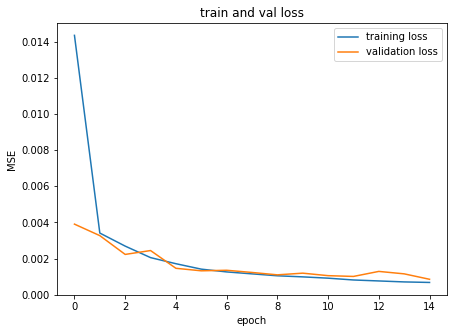 train and val loss
training loss
validation loss
MSE
0.014
0.012
0.010
0.008
0.006
0.004
0.002
0.000
0 2 4 6 8 10 12 14
epoch